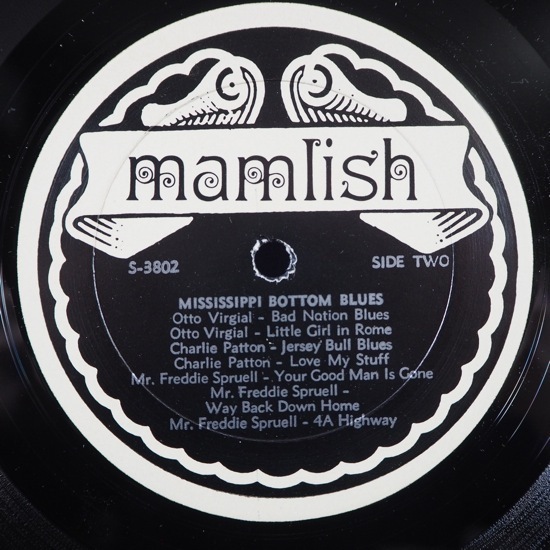 mamlish
S-3802 SIDE TWO
MISSISSIPPI BOTTOM BLUES
Otto Virgial - Bad Notion Blues
Otto Virgial - Little Girl in Rome
Charlie Patton - Jersey Bull Blues
Charlie Patton - Love My Stuff
Mr. Freddie Spruell - Your Good Man Is Gone
Mr. Freddie Spruell -
Way Back Down Home
Mr. Freddie Spruell - 4A Highway